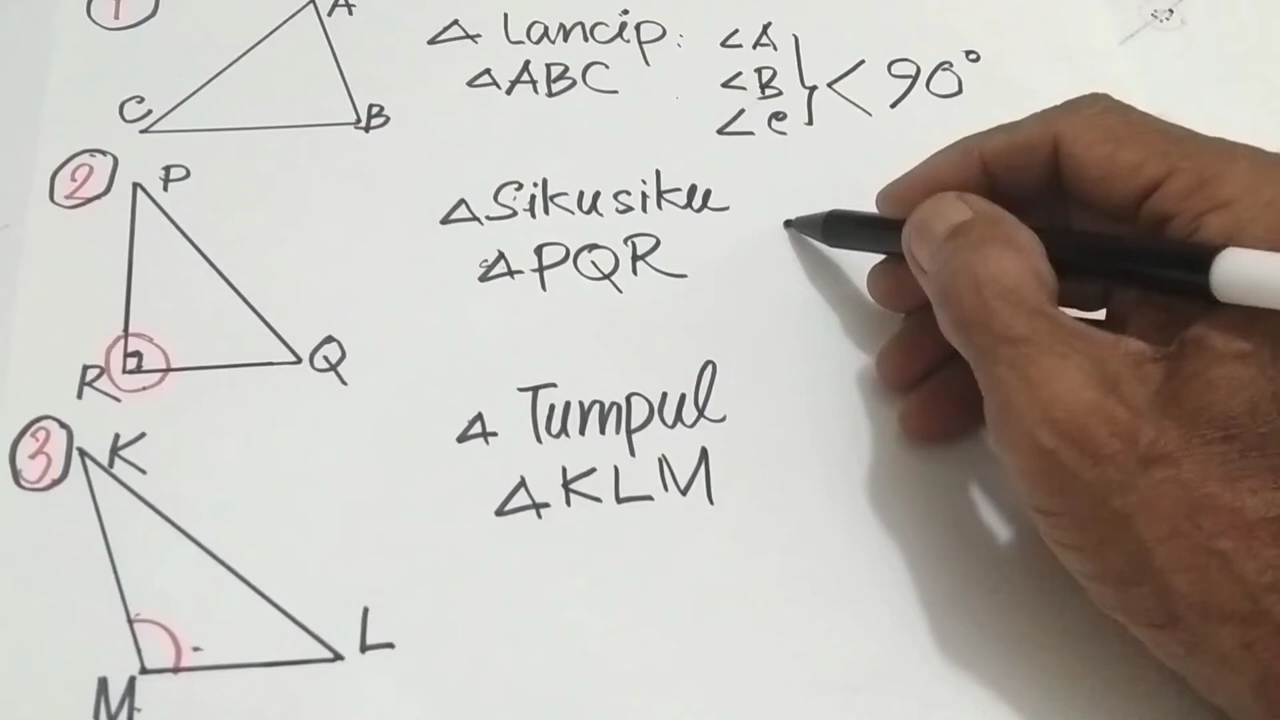 1
A
C
B
△ Lancip: ∠A
△ABC ∠B } < 90°
∠C
2
P
R
Q
△Sikusiku
△PQR
3
K
M
L
△ Tumpul
△KLM